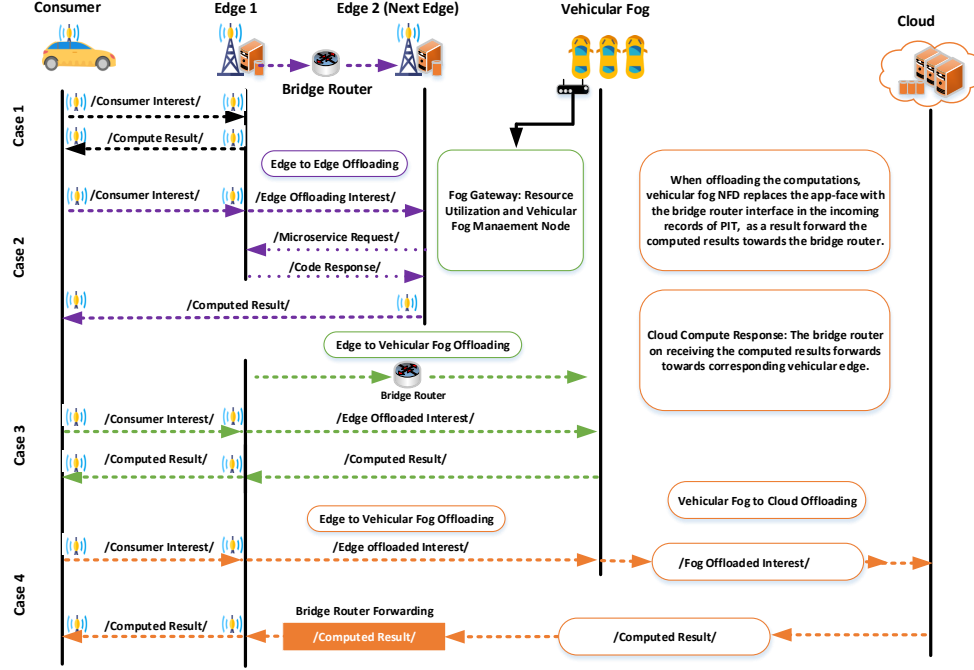 Consumer
Edge 1
Edge 2 (Next Edge)
Vehicular Fog
Cloud
Bridge Router
Case 1
/Consumer Interest/
/Compute Result/
Edge to Edge Offloading
Fog Gateway: Resource
Utilization and Vehicular
Fog Mamement Node
When offloading the computations,
vehicular fog NFD replaces the app-face with
the bridge router interface in the incoming
records of PIT,  as a result forward the
computed results towards the bridge router.
Case 2
/Consumer Interest/
/Edge Offloading Interest/
/Microservice Request/
/Code Response/
/Computed Result/
Cloud Compute Response: The bridge router
on receiving the computed results forwards
towards corresponding vehicular edge.
Edge to Vehicular Fog Offloading
Bridge Router
Case 3
/Consumer Interest/
/Edge Offloaded Interest/
/Computed Result/
/Computed Result/
Edge to Vehicular Fog Offloading
Vehicular Fog to Cloud Offloading
Case 4
/Consumer Interest/
/Edge offloaded Interest/
/Fog Offloaded Interest/
Bridge Router Forwarding
/Computed Result/
/Computed Result/
/Computed Result/